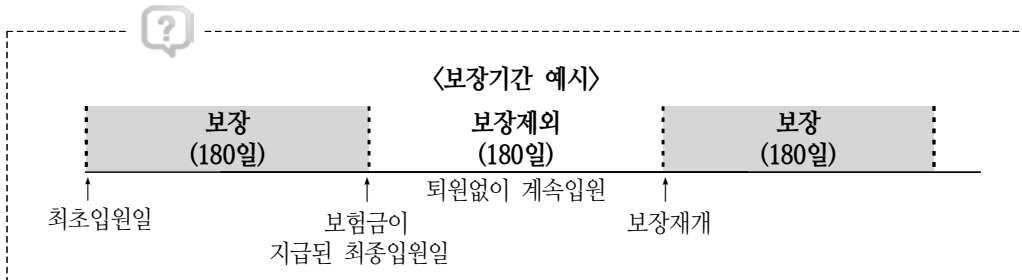 ?
〈보장기간 예시〉
보장 보장제외 보장
(180일) (180일) (180일)
퇴원없이 계속입원
최초입원일 보험금이 보장재개
지급된 최종입원일